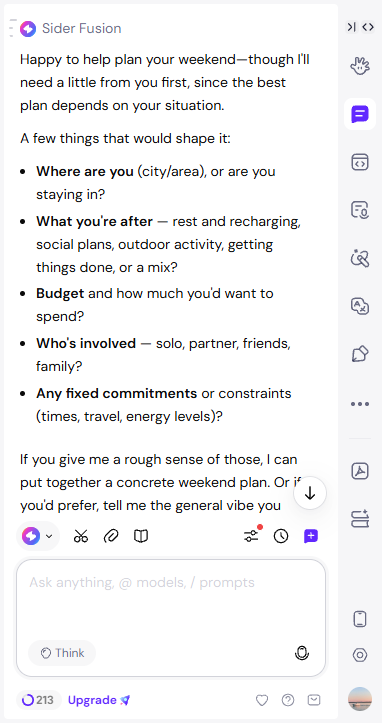 Sider Fusion
Happy to help plan your weekend—though I'll
need a little from you first, since the best
plan depends on your situation.
A few things that would shape it:
• Where are you (city/area), or are you
staying in?
• What you're after — rest and recharging,
social plans, outdoor activity, getting
things done, or a mix?
• Budget and how much you'd want to
spend?
• Who's involved — solo, partner, friends,
family?
• Any fixed commitments or constraints
(times, travel, energy levels)?
If you give me a rough sense of those, I can
put together a concrete weekend plan. Or if
you'd prefer, tell me the general vibe you
Ask anything, @ models, / prompts
Think
213 Upgrade